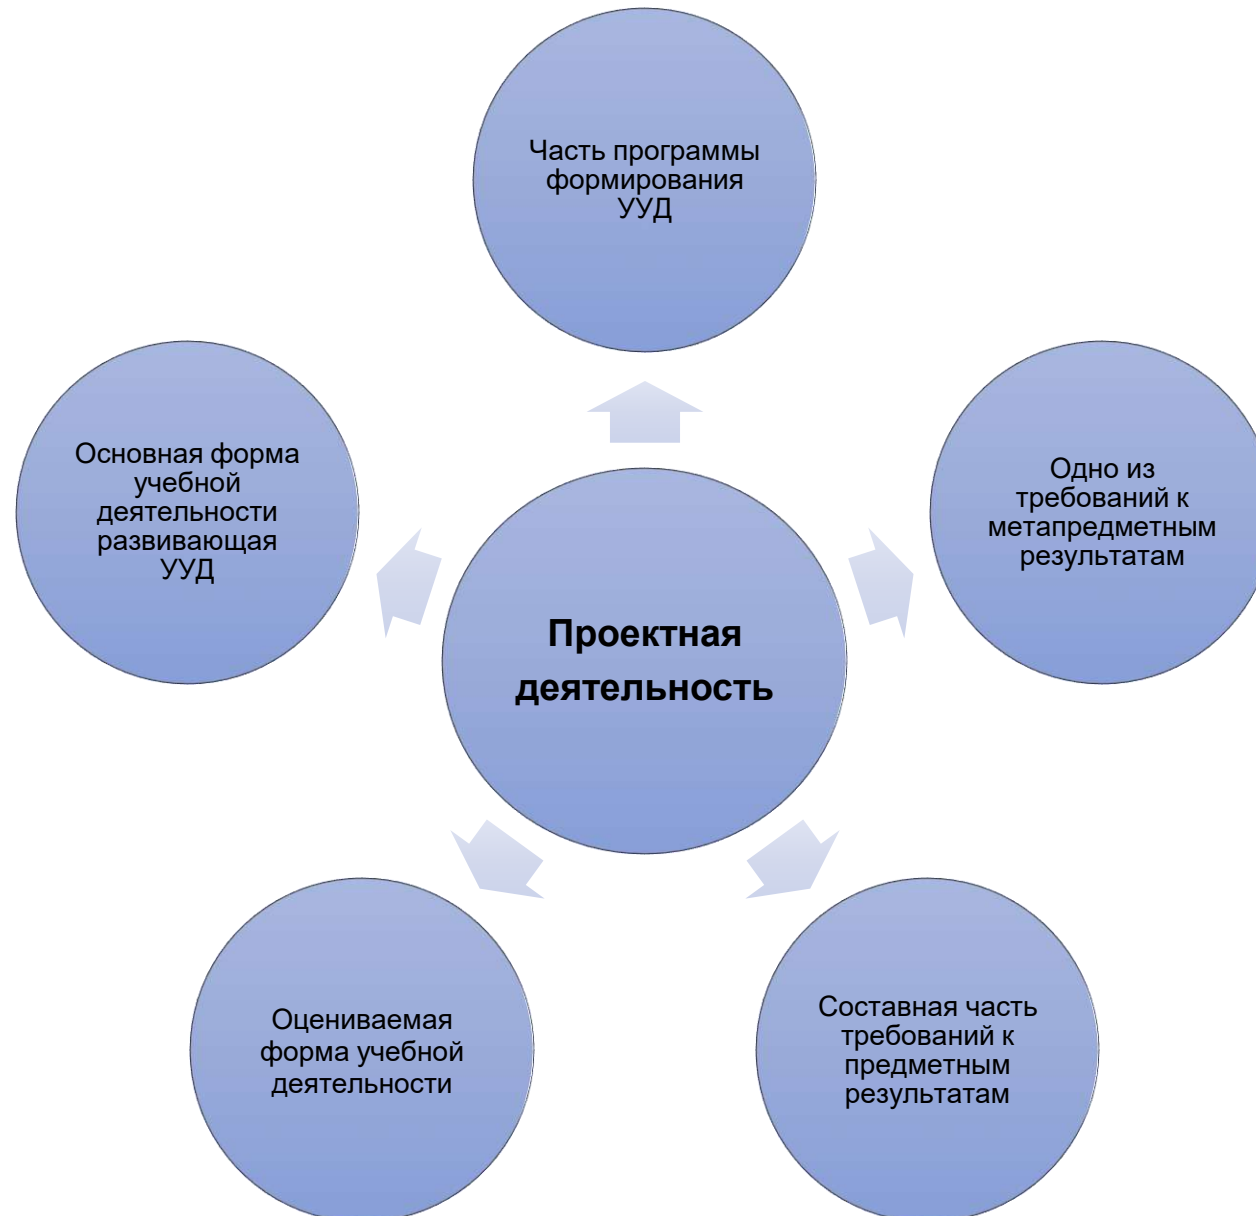 Часть программы
формирования
УУД
Основная форма
учебной
деятельности
развивающая
УУД
Одно из
требований к
метапредметным
результатам
Проектная
деятельность
Оцениваемая
форма учебной
деятельности
Составная часть
требований к
предметным
результатам